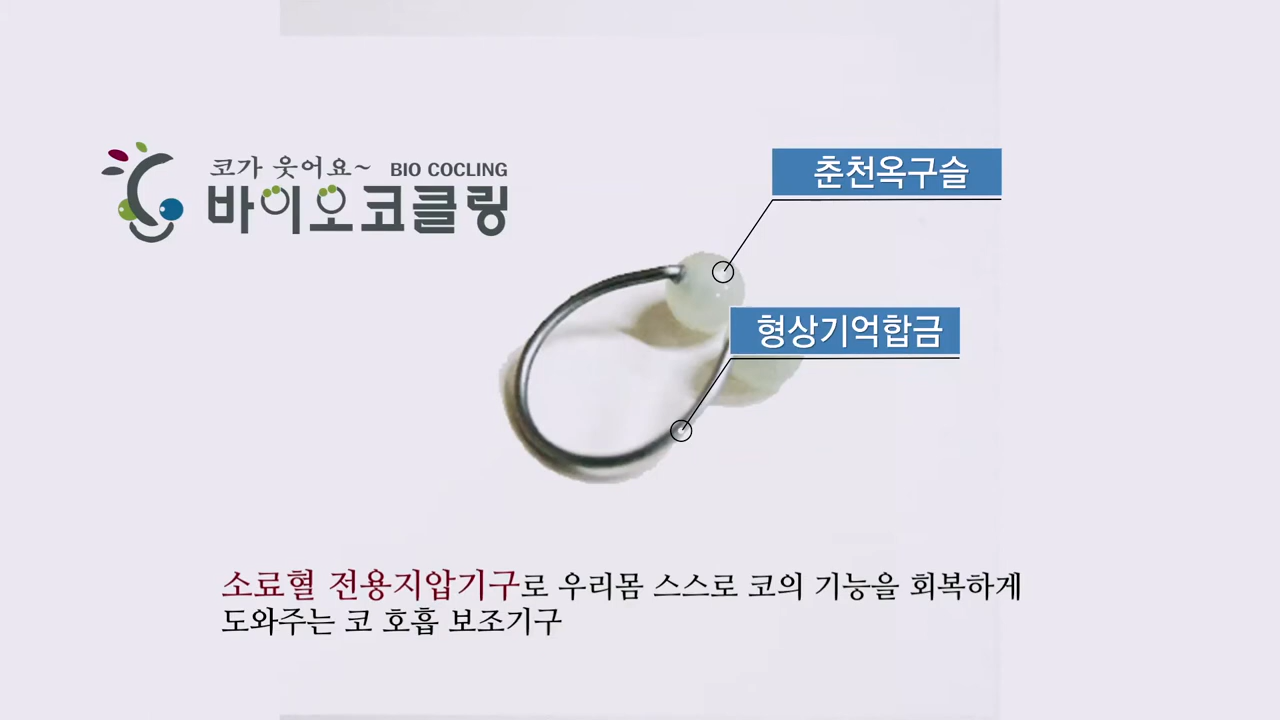 코가 웃어요~ BIO COCLING
바이오코클링
춘천옥구슬
형상기억합금
소료혈 전용지압기구로 우리몸 스스로 코의 기능을 회복하게
도와주는 코 호흡 보조기구